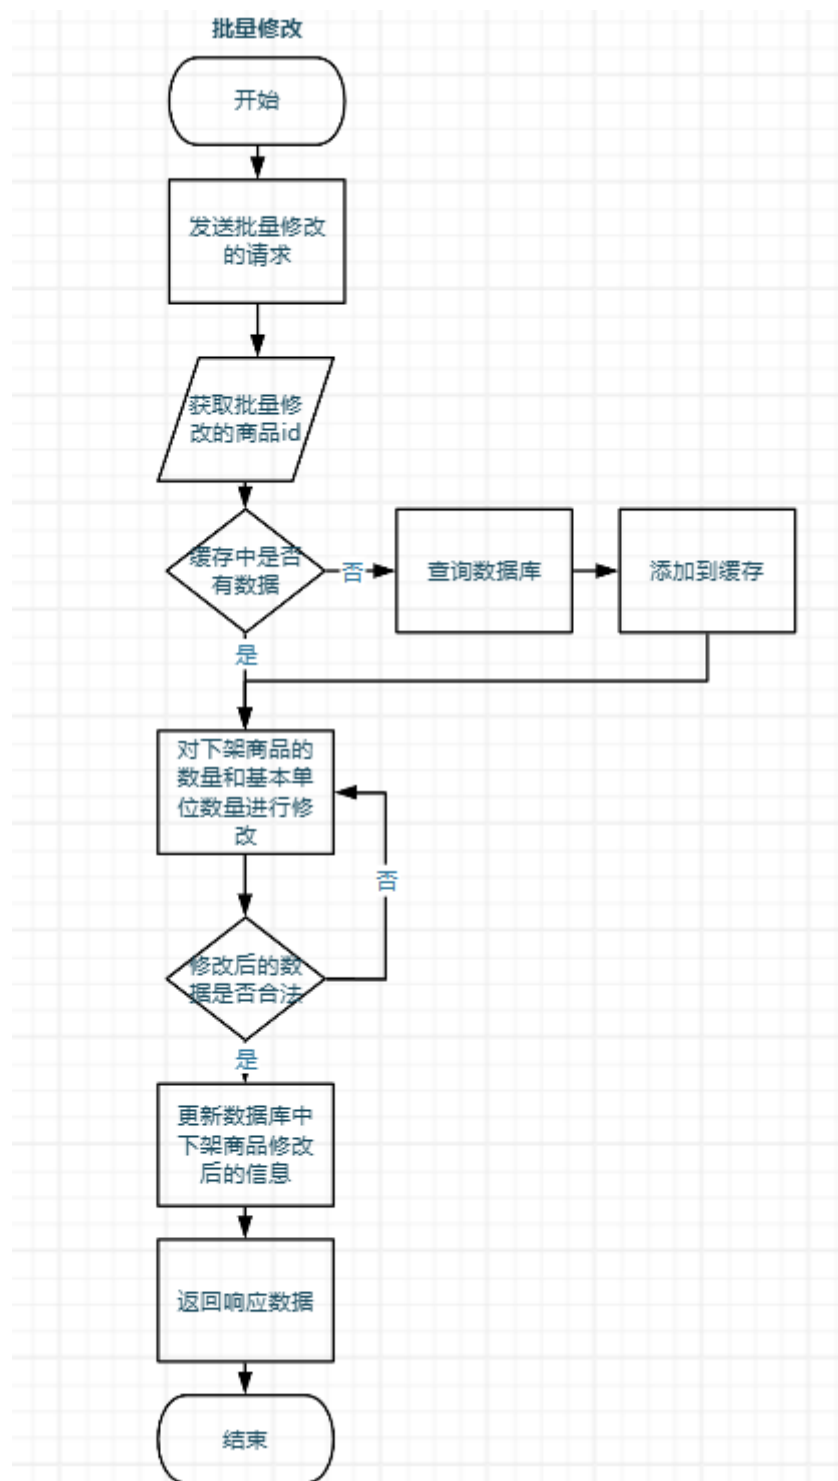 批量修改
开始
发送批量修改
的请求
获取批量修
改的商品id
缓存中是否
有数据
否
查询数据库
添加到缓存
是
对下架商品的
数量和基本单
位数量进行修
改
否
修改后的数
据是否合法
是
更新数据库中
下架商品修改
后的信息
返回响应数据
结束